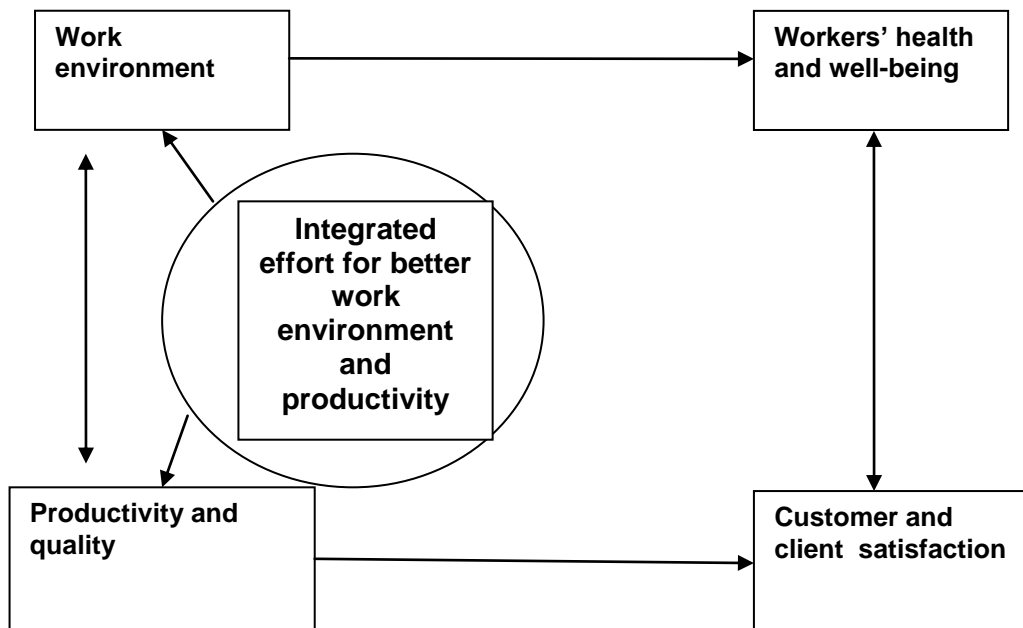 Work
environment
Workers’ health
and well-being
Integrated
effort for better
work
environment
and
productivity
Productivity and
quality
Customer and
client  satisfaction